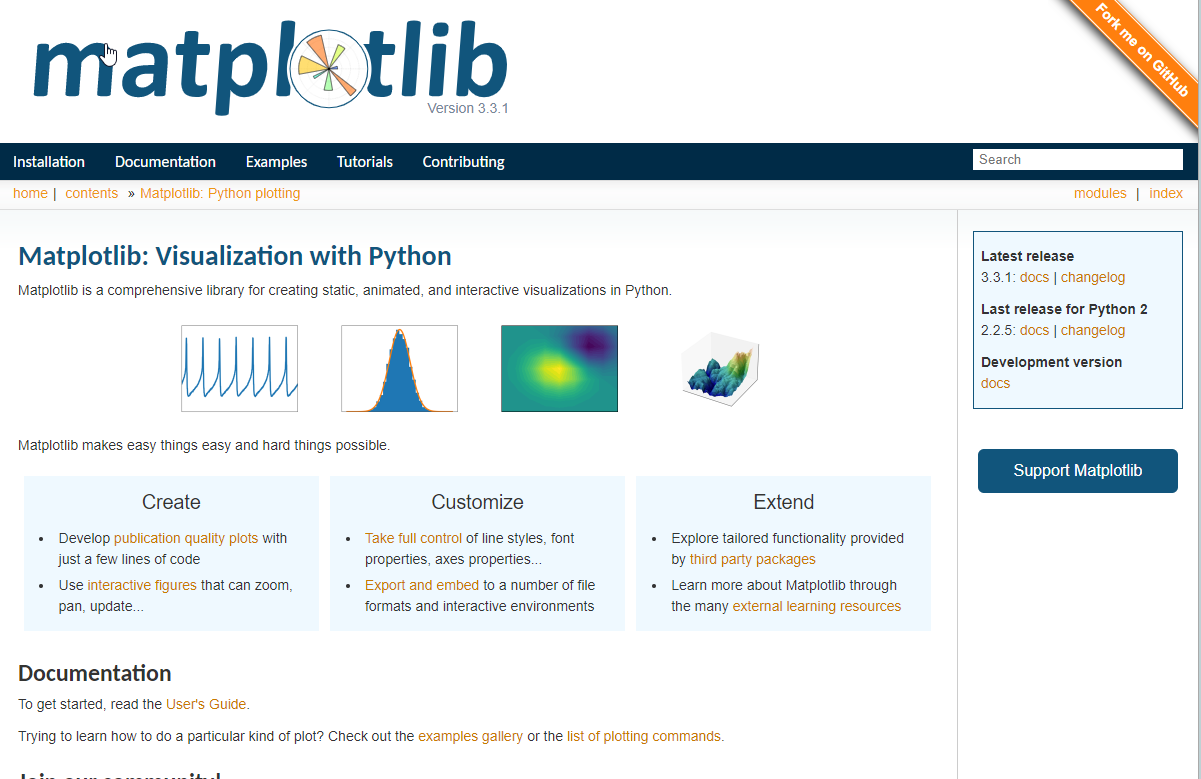 matplotlib
Version 3.3.1
Fork me on GitHub
Installation Documentation Examples Tutorials Contributing Search
home | contents » Matplotlib: Python plotting modules | index
Matplotlib: Visualization with Python
Matplotlib is a comprehensive library for creating static, animated, and interactive visualizations in Python.
Matplotlib makes easy things easy and hard things possible.
Create
Develop publication quality plots with
just a few lines of code
Use interactive figures that can zoom,
pan, update...
Customize
Take full control of line styles, font
properties, axes properties...
Export and embed to a number of file
formats and interactive environments
Extend
Explore tailored functionality provided
by third party packages
Learn more about Matplotlib through
the many external learning resources
Documentation
To get started, read the User's Guide.
Trying to learn how to do a particular kind of plot? Check out the examples gallery or the list of plotting commands.
Join our community!
Latest release
3.3.1: docs | changelog
Last release for Python 2
2.2.5: docs | changelog
Development version
docs
Support Matplotlib